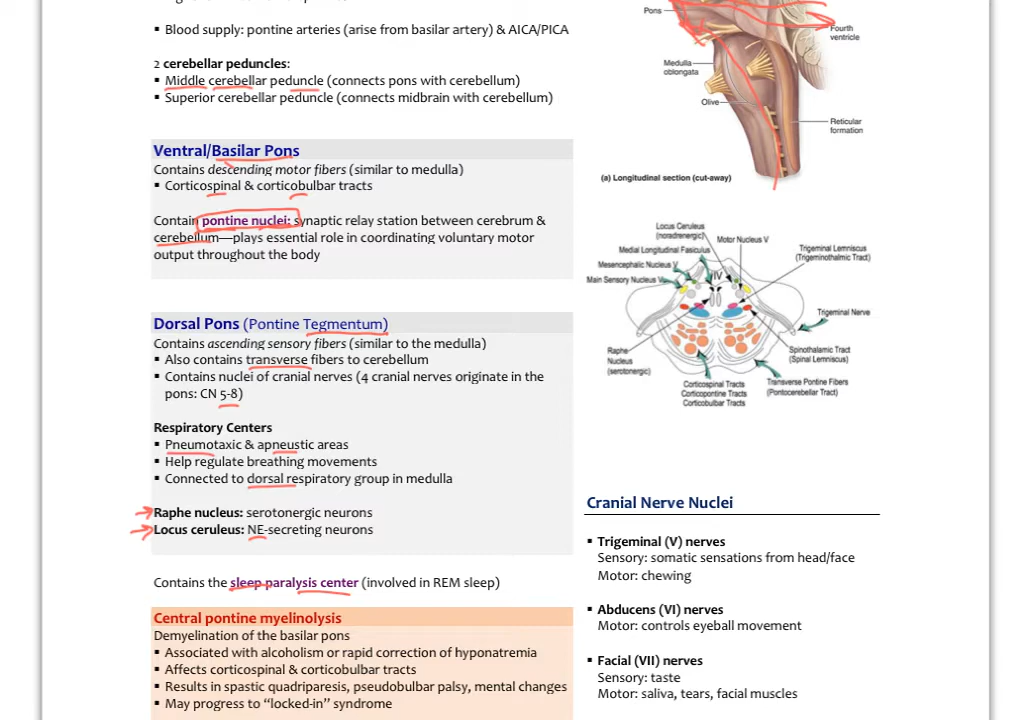 ▪ Blood supply: pontine arteries (arise from basilar artery) & AICA/PICA
2 cerebellar peduncles:
▪ Middle cerebellar peduncle (connects pons with cerebellum)
▪ Superior cerebellar peduncle (connects midbrain with cerebellum)
Ventral/Basilar Pons
Contains descending motor fibers (similar to medulla)
▪ Corticospinal & corticobulbar tracts
Contain pontine nuclei: synaptic relay station between cerebrum &
cerebellum—plays essential role in coordinating voluntary motor
output throughout the body
Dorsal Pons (Pontine Tegmentum)
Contains ascending sensory fibers (similar to the medulla)
▪ Also contains transverse fibers to cerebellum
▪ Contains nuclei of cranial nerves (4 cranial nerves originate in the
pons: CN 5-8)
Respiratory Centers
▪ Pneumotaxic & apneustic areas
▪ Help regulate breathing movements
▪ Connected to dorsal respiratory group in medulla
Raphe nucleus: serotonergic neurons
Locus ceruleus: NE-secreting neurons
Contains the sleep paralysis center (involved in REM sleep)
Central pontine myelinolysis
Demyelination of the basilar pons
▪ Associated with alcoholism or rapid correction of hyponatremia
▪ Affects corticospinal & corticobulbar tracts
▪ Results in spastic quadriparesis, pseudobulbar palsy, mental changes
▪ May progress to “locked-in” syndrome
Pons
Fourth
ventricle
Medulla
oblongata
Olive
Reticular
formation
(a) Longitudinal section (cut-away)
Locus Ceruleus
(noradrenergic)
Motor Nucleus V
Medial Longitudinal Fasiculus
Mesencephalic Nucleus V
Main Sensory Nucleus V
IV
Trigeminal Lemniscus
(Trigeminothalmic Tract)
Trigeminal Nerve
Raphe
Nucleus
(serotonergic)
Spinothalamic Tract
(Spinal Lemniscus)
Corticospinal Tracts
Corticopontine Tracts
Corticobulbar Tracts
Transverse Pontine Fibers
(Pontocerebellar Tract)
Cranial Nerve Nuclei
▪ Trigeminal (V) nerves
Sensory: somatic sensations from head/face
Motor: chewing
▪ Abducens (VI) nerves
Motor: controls eyeball movement
▪ Facial (VII) nerves
Sensory: taste
Motor: saliva, tears, facial muscles